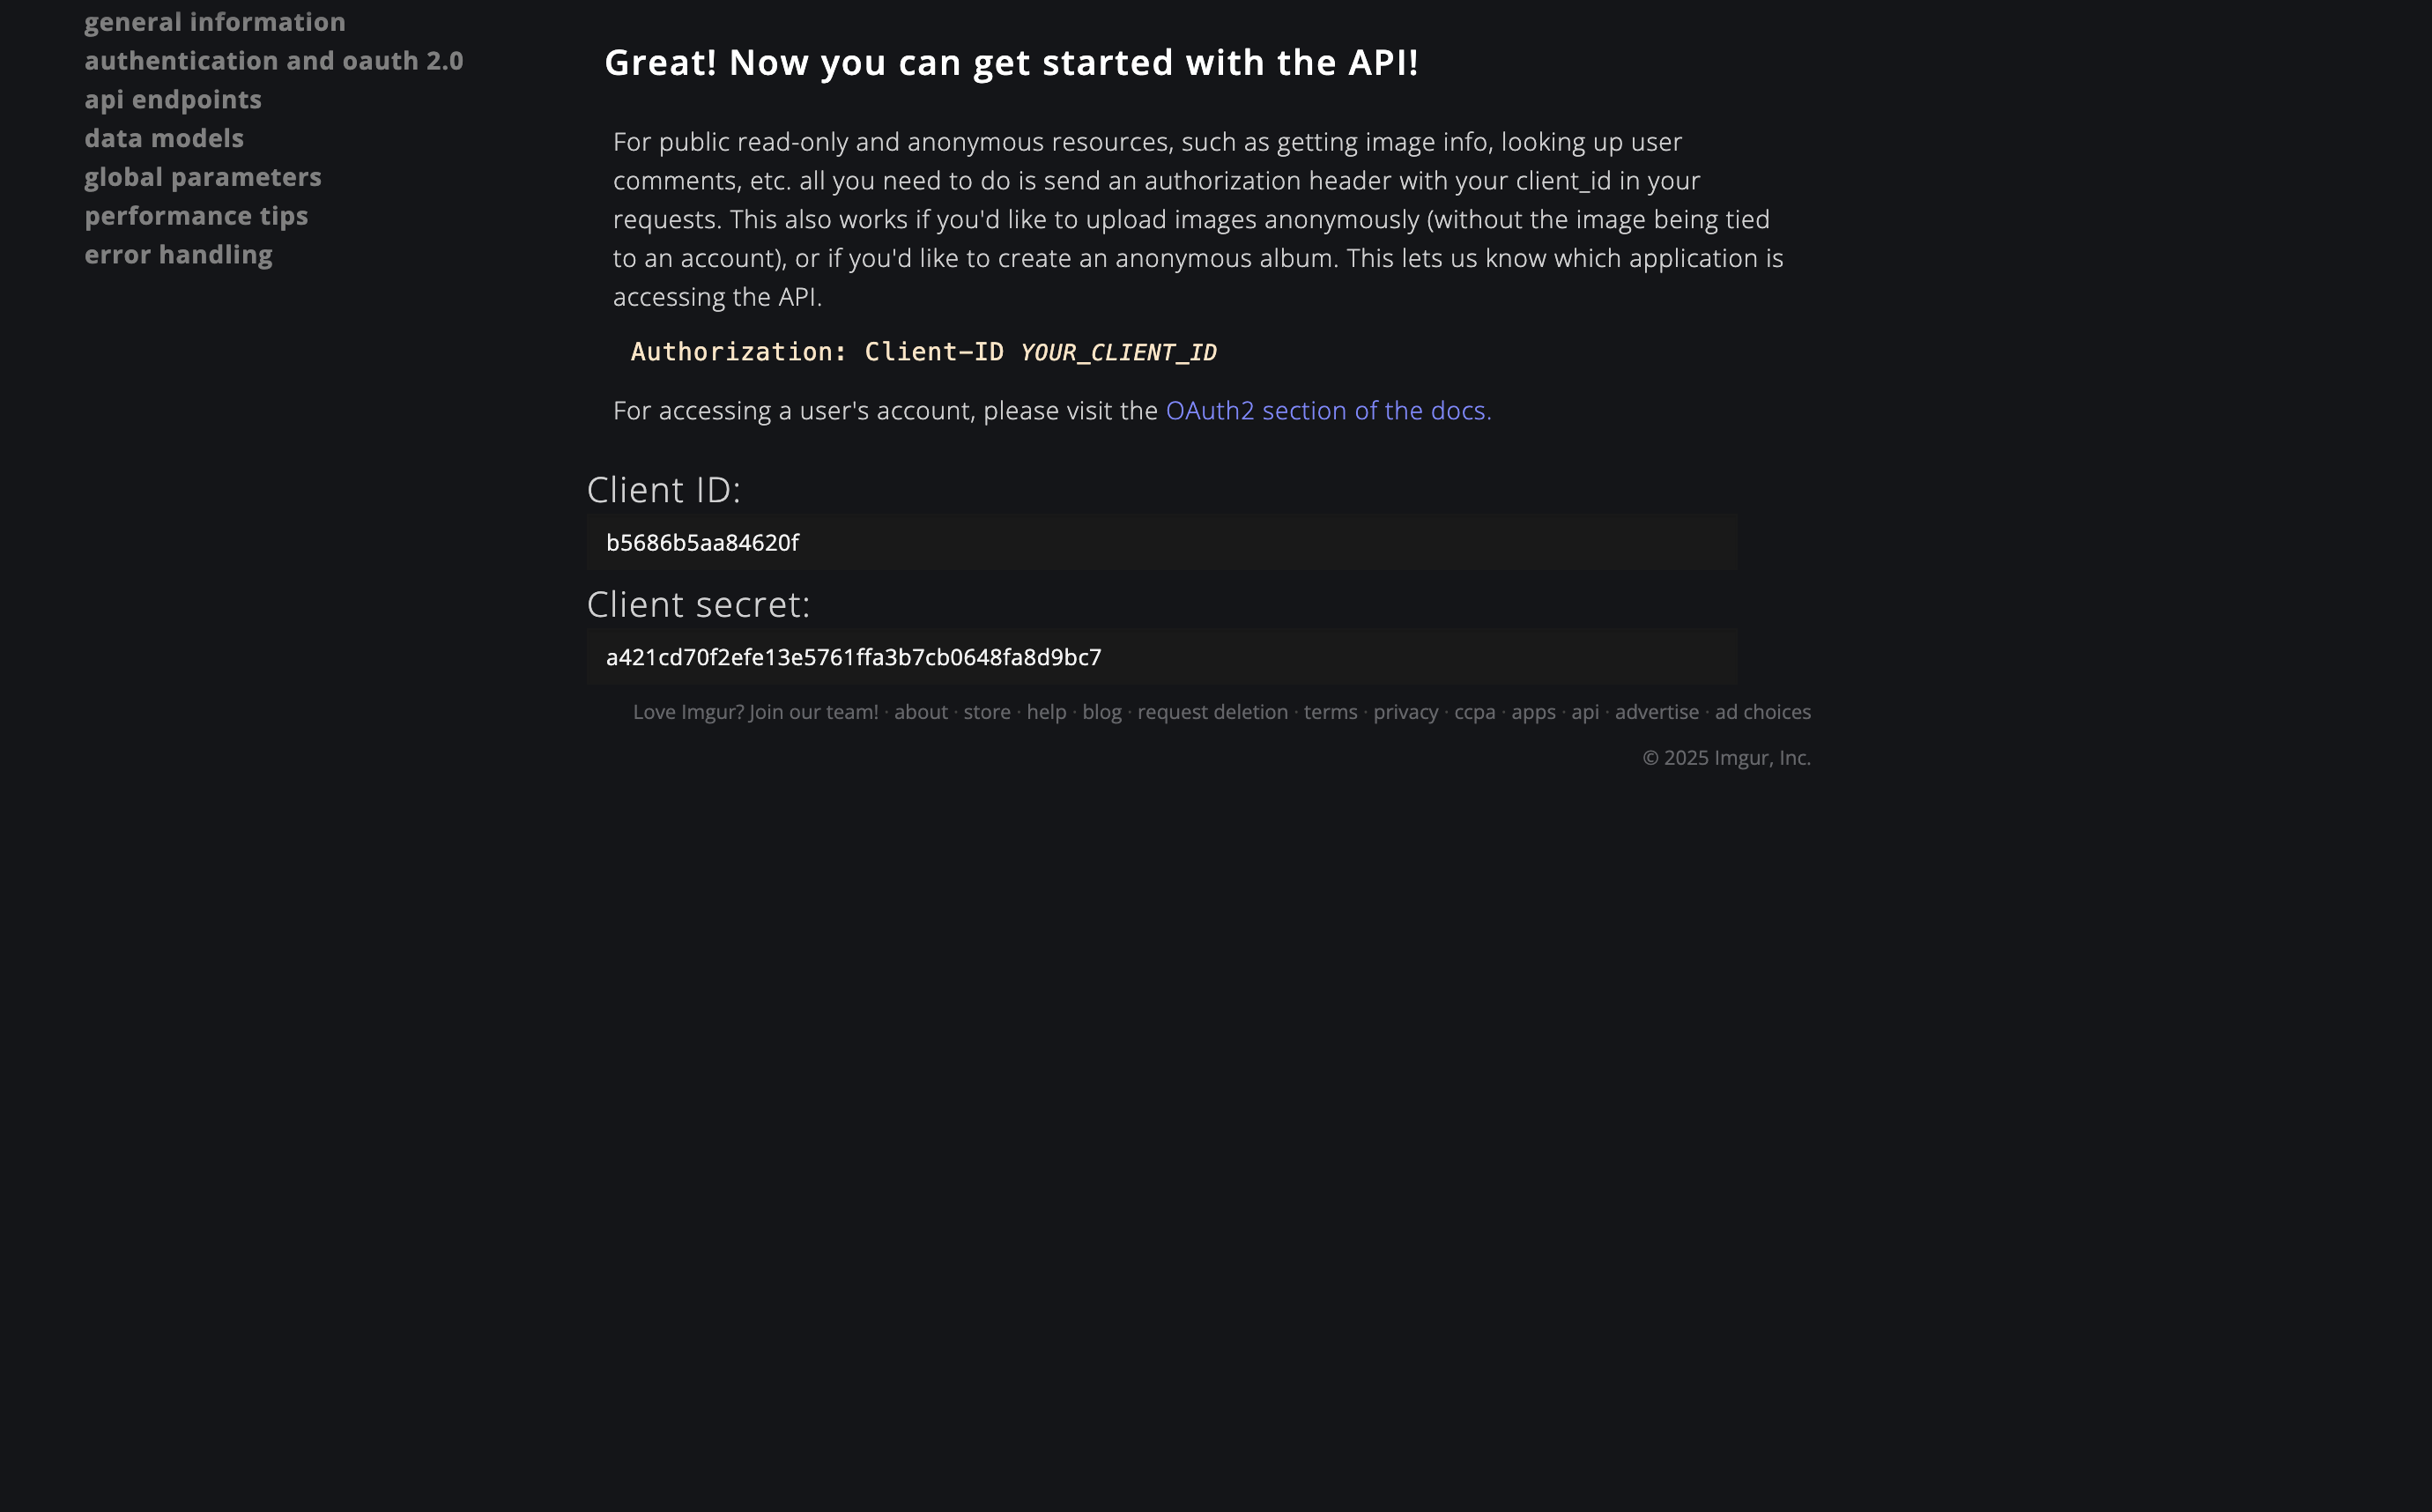 general information
authentication and oauth 2.0
api endpoints
data models
global parameters
performance tips
error handling
Great! Now you can get started with the API!
For public read-only and anonymous resources, such as getting image info, looking up user
comments, etc. all you need to do is send an authorization header with your client_id in your
requests. This also works if you'd like to upload images anonymously (without the image being tied
to an account), or if you'd like to create an anonymous album. This lets us know which application is
accessing the API.
Authorization: Client-ID YOUR_CLIENT_ID
For accessing a user's account, please visit the OAuth2 section of the docs.
Client ID:
b5686b5aa84620f
Client secret:
a421cd70f2efe13e5761ffa3b7cb0648fa8d9bc7
Love Imgur? Join our team! · about · store · help · blog · request deletion · terms · privacy · ccpa · apps · api · advertise · ad choices
© 2025 Imgur, Inc.